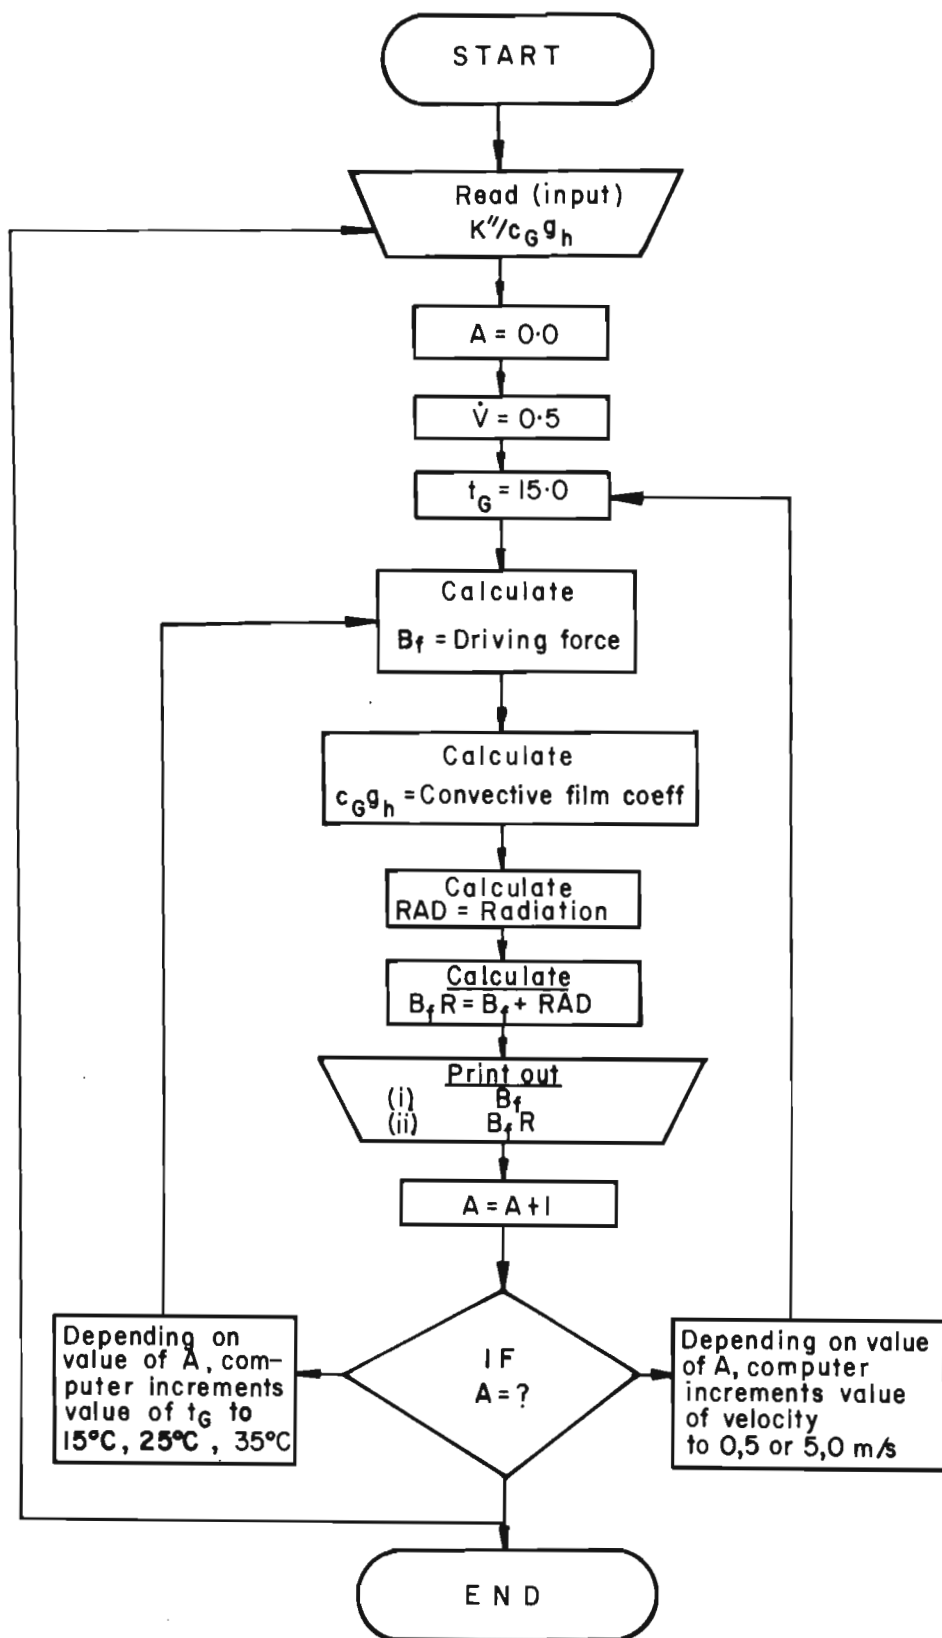 START
Read (input)
K"/c_G g_h
A = 0·0
V̇ = 0·5
t_G = 15·0
Calculate
B_f = Driving force
Calculate
c_G g_h = Convective film coeff
Calculate
RAD = Radiation
Calculate
B_f R = B_f + RAD
Print out
(i) B_f
(ii) B_f R
A = A + 1
IF
A = ?
Depending on
value of A, com-
puter increments
value of t_G to
15°C, 25°C, 35°C
Depending on value
of A, computer
increments value
of velocity
to 0,5 or 5,0 m/s
END